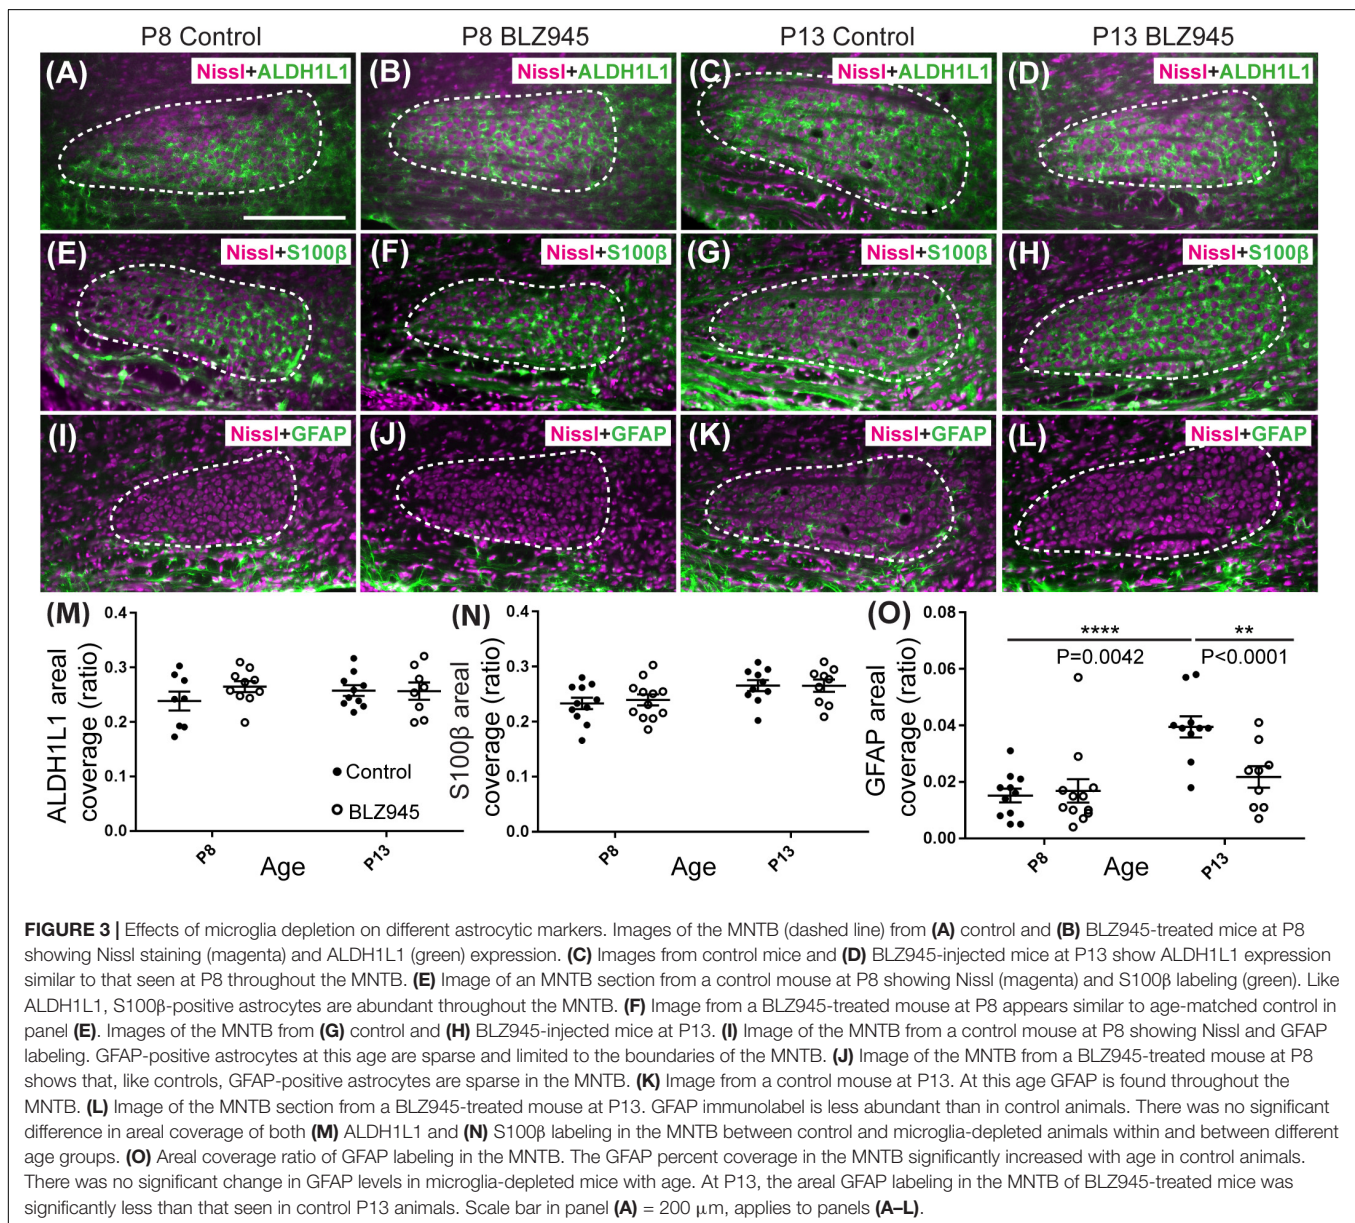 P8 Control P8 BLZ945 P13 Control P13 BLZ945
(A) Nissl+ALDH1L1 (B) Nissl+ALDH1L1 (C) Nissl+ALDH1L1 (D) Nissl+ALDH1L1
(E) Nissl+S100β (F) Nissl+S100β (G) Nissl+S100β (H) Nissl+S100β
(I) Nissl+GFAP (J) Nissl+GFAP (K) Nissl+GFAP (L) Nissl+GFAP
(M)
ALDH1L1 areal
coverage (ratio)
0.4
0.3
0.2
0.1
0.0
Control
BLZ945
P8 P13
Age
(N)
S100β areal
coverage (ratio)
0.4
0.3
0.2
0.1
0.0
P8 P13
Age
(O)
GFAP areal
coverage (ratio)
0.08
0.06
0.04
0.02
0.00
**** **
P=0.0042 P<0.0001
P8 P13
Age
FIGURE 3 | Effects of microglia depletion on different astrocytic markers. Images of the MNTB (dashed line) from (A) control and (B) BLZ945-treated mice at P8
showing Nissl staining (magenta) and ALDH1L1 (green) expression. (C) Images from control mice and (D) BLZ945-injected mice at P13 show ALDH1L1 expression
similar to that seen at P8 throughout the MNTB. (E) Image of an MNTB section from a control mouse at P8 showing Nissl (magenta) and S100β labeling (green). Like
ALDH1L1, S100β-positive astrocytes are abundant throughout the MNTB. (F) Image from a BLZ945-treated mouse at P8 appears similar to age-matched control in
panel (E). Images of the MNTB from (G) control and (H) BLZ945-injected mice at P13. (I) Image of the MNTB from a control mouse at P8 showing Nissl and GFAP
labeling. GFAP-positive astrocytes at this age are sparse and limited to the boundaries of the MNTB. (J) Image of the MNTB from a BLZ945-treated mouse at P8
shows that, like controls, GFAP-positive astrocytes are sparse in the MNTB. (K) Image from a control mouse at P13. At this age GFAP is found throughout the
MNTB. (L) Image of the MNTB section from a BLZ945-treated mouse at P13. GFAP immunolabel is less abundant than in control animals. There was no significant
difference in areal coverage of both (M) ALDH1L1 and (N) S100β labeling in the MNTB between control and microglia-depleted animals within and between different
age groups. (O) Areal coverage ratio of GFAP labeling in the MNTB. The GFAP percent coverage in the MNTB significantly increased with age in control animals.
There was no significant change in GFAP levels in microglia-depleted mice with age. At P13, the areal GFAP labeling in the MNTB of BLZ945-treated mice was
significantly less than that seen in control P13 animals. Scale bar in panel (A) = 200 μm, applies to panels (A–L).